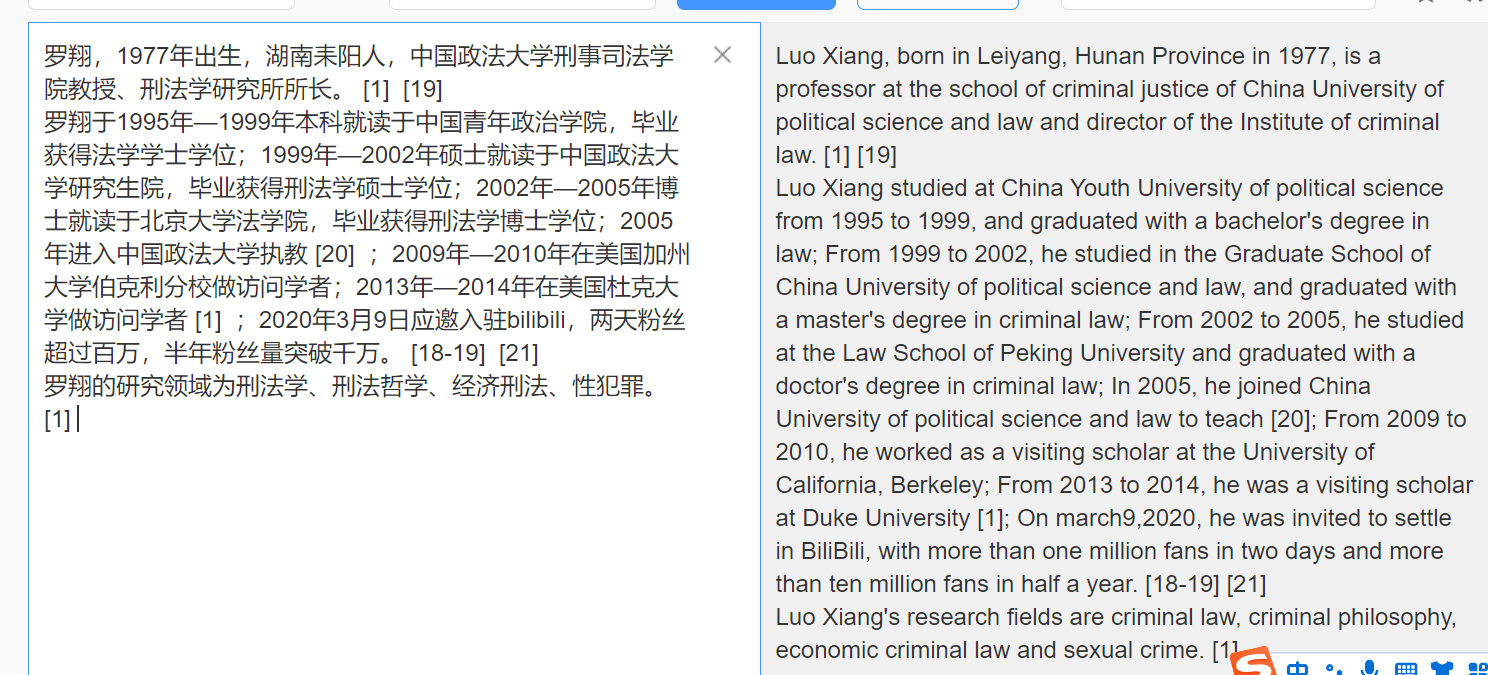 罗翔，1977年出生，湖南耒阳人，中国政法大学刑事司法学
院教授、刑法学研究所所长。 [1]  [19]
罗翔于1995年—1999年本科就读于中国青年政治学院，毕业
获得法学学士学位；1999年—2002年硕士就读于中国政法大
学研究生院，毕业获得刑法学硕士学位；2002年—2005年博
士就读于北京大学法学院，毕业获得刑法学博士学位；2005
年进入中国政法大学执教 [20]  ；2009年—2010年在美国加州
大学伯克利分校做访问学者；2013年—2014年在美国杜克大
学做访问学者 [1]  ；2020年3月9日应邀入驻bilibili，两天粉丝
超过百万，半年粉丝量突破千万。 [18-19]  [21]
罗翔的研究领域为刑法学、刑法哲学、经济刑法、性犯罪。
[1]
Luo Xiang, born in Leiyang, Hunan Province in 1977, is a
professor at the school of criminal justice of China University of
political science and law and director of the Institute of criminal
law. [1] [19]
Luo Xiang studied at China Youth University of political science
from 1995 to 1999, and graduated with a bachelor's degree in
law; From 1999 to 2002, he studied in the Graduate School of
China University of political science and law, and graduated with
a master's degree in criminal law; From 2002 to 2005, he studied
at the Law School of Peking University and graduated with a
doctor's degree in criminal law; In 2005, he joined China
University of political science and law to teach [20]; From 2009 to
2010, he worked as a visiting scholar at the University of
California, Berkeley; From 2013 to 2014, he was a visiting scholar
at Duke University [1]; On march9,2020, he was invited to settle
in BiliBili, with more than one million fans in two days and more
than ten million fans in half a year. [18-19] [21]
Luo Xiang's research fields are criminal law, criminal philosophy,
economic criminal law and sexual crime. [1]
中